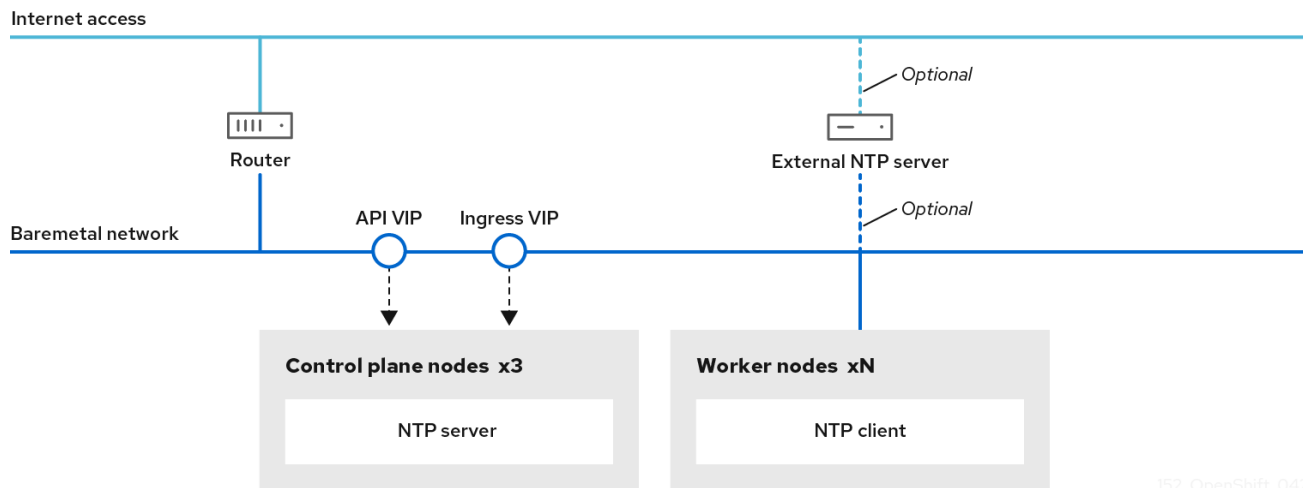 Internet access
Optional
Router
External NTP server
API VIP
Ingress VIP
Optional
Baremetal network
Control plane nodes x3
Worker nodes xN
NTP server
NTP client
152_OpenShift_04